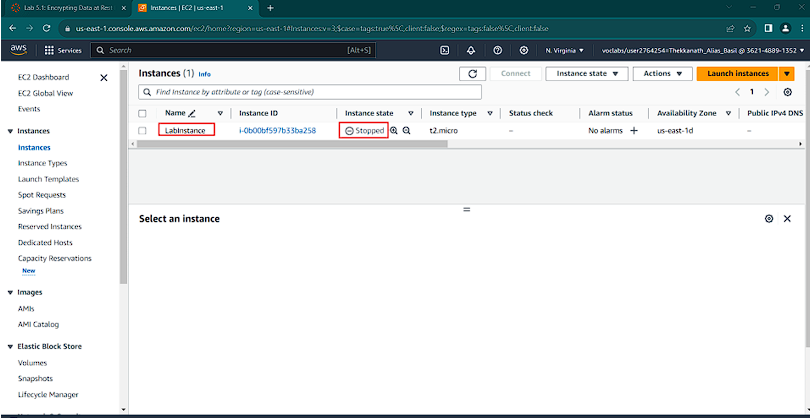 Lab 5.1: Encrypting Data at Rest
Instances | EC2 | us-east-1
us-east-1.console.aws.amazon.com/ec2/home?region=us-east-1#Instances:v=3;$case=tags:true%5C,client:false;$regex=tags:false%5C,client:false
aws Services Search [Alt+S] N. Virginia voclabs/user2764254=Thekkanath_Alias_Basil @ 3621-4889-1352
EC2 Dashboard
EC2 Global View
Events
Instances
Instances
Instance Types
Launch Templates
Spot Requests
Savings Plans
Reserved Instances
Dedicated Hosts
Capacity Reservations
New
Images
AMIs
AMI Catalog
Elastic Block Store
Volumes
Snapshots
Lifecycle Manager
Instances (1) Info
Connect Instance state Actions Launch instances
Find Instance by attribute or tag (case-sensitive)
1
Name Instance ID Instance state Instance type Status check Alarm status Availability Zone Public IPv4 DNS
LabInstance i-0b00bf597b33ba258 Stopped t2.micro – No alarms + us-east-1d –
Select an instance